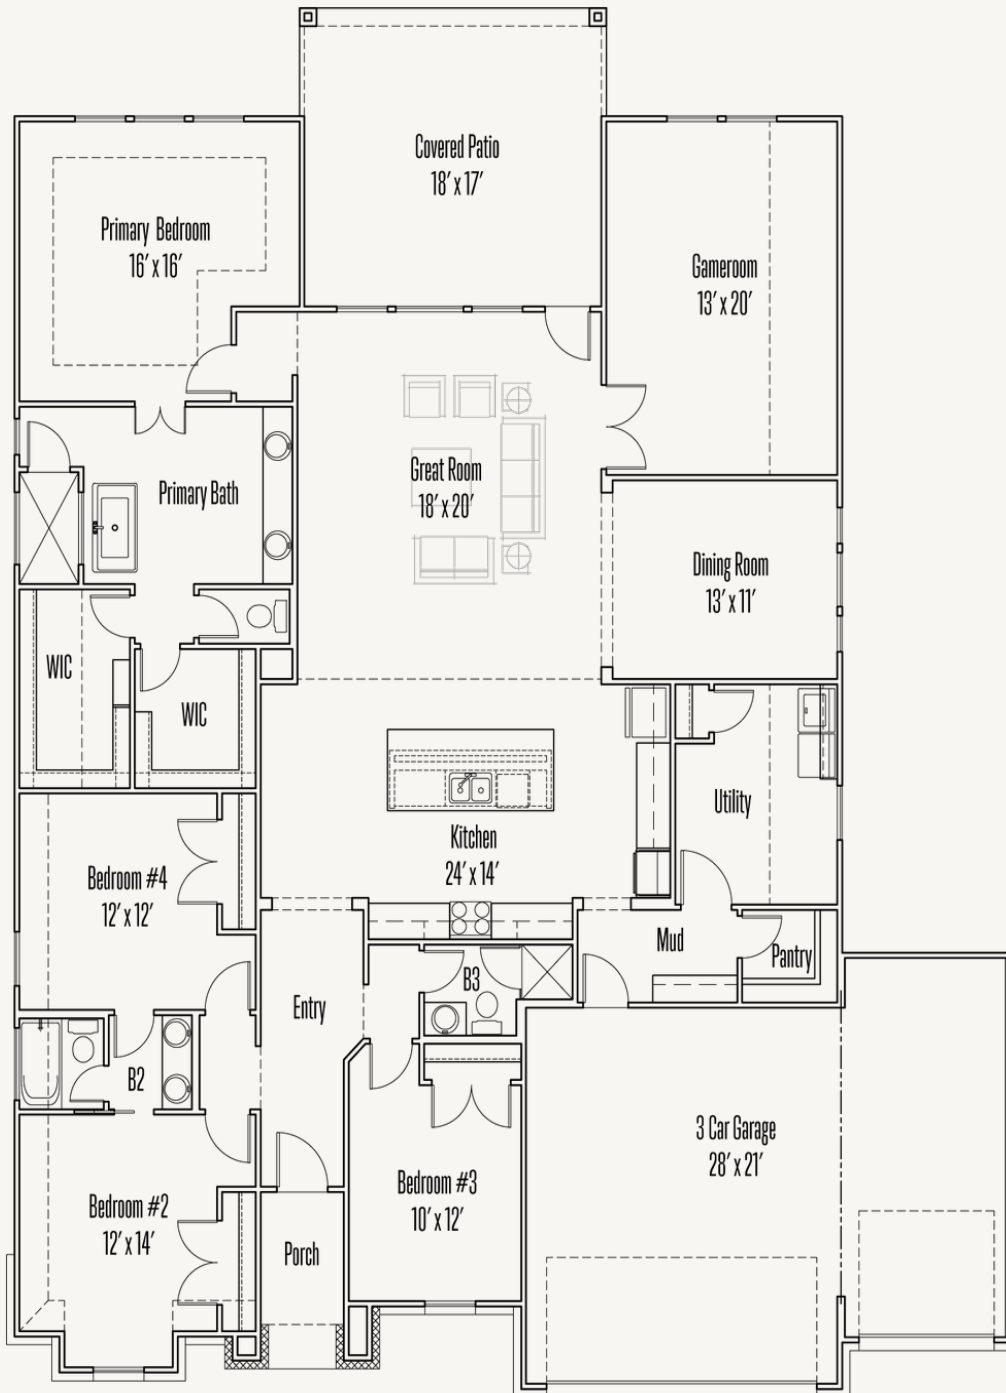 Covered Patio
18' x 17'
Primary Bedroom
16' x 16'
Gameroom
13' x 20'
Great Room
18' x 20'
Primary Bath
Dining Room
13' x 11'
WIC
WIC
Utility
Kitchen
24' x 14'
Bedroom #4
12' x 12'
Mud
Pantry
B3
Entry
B2
3 Car Garage
28' x 21'
Bedroom #3
10' x 12'
Bedroom #2
12' x 14'
Porch